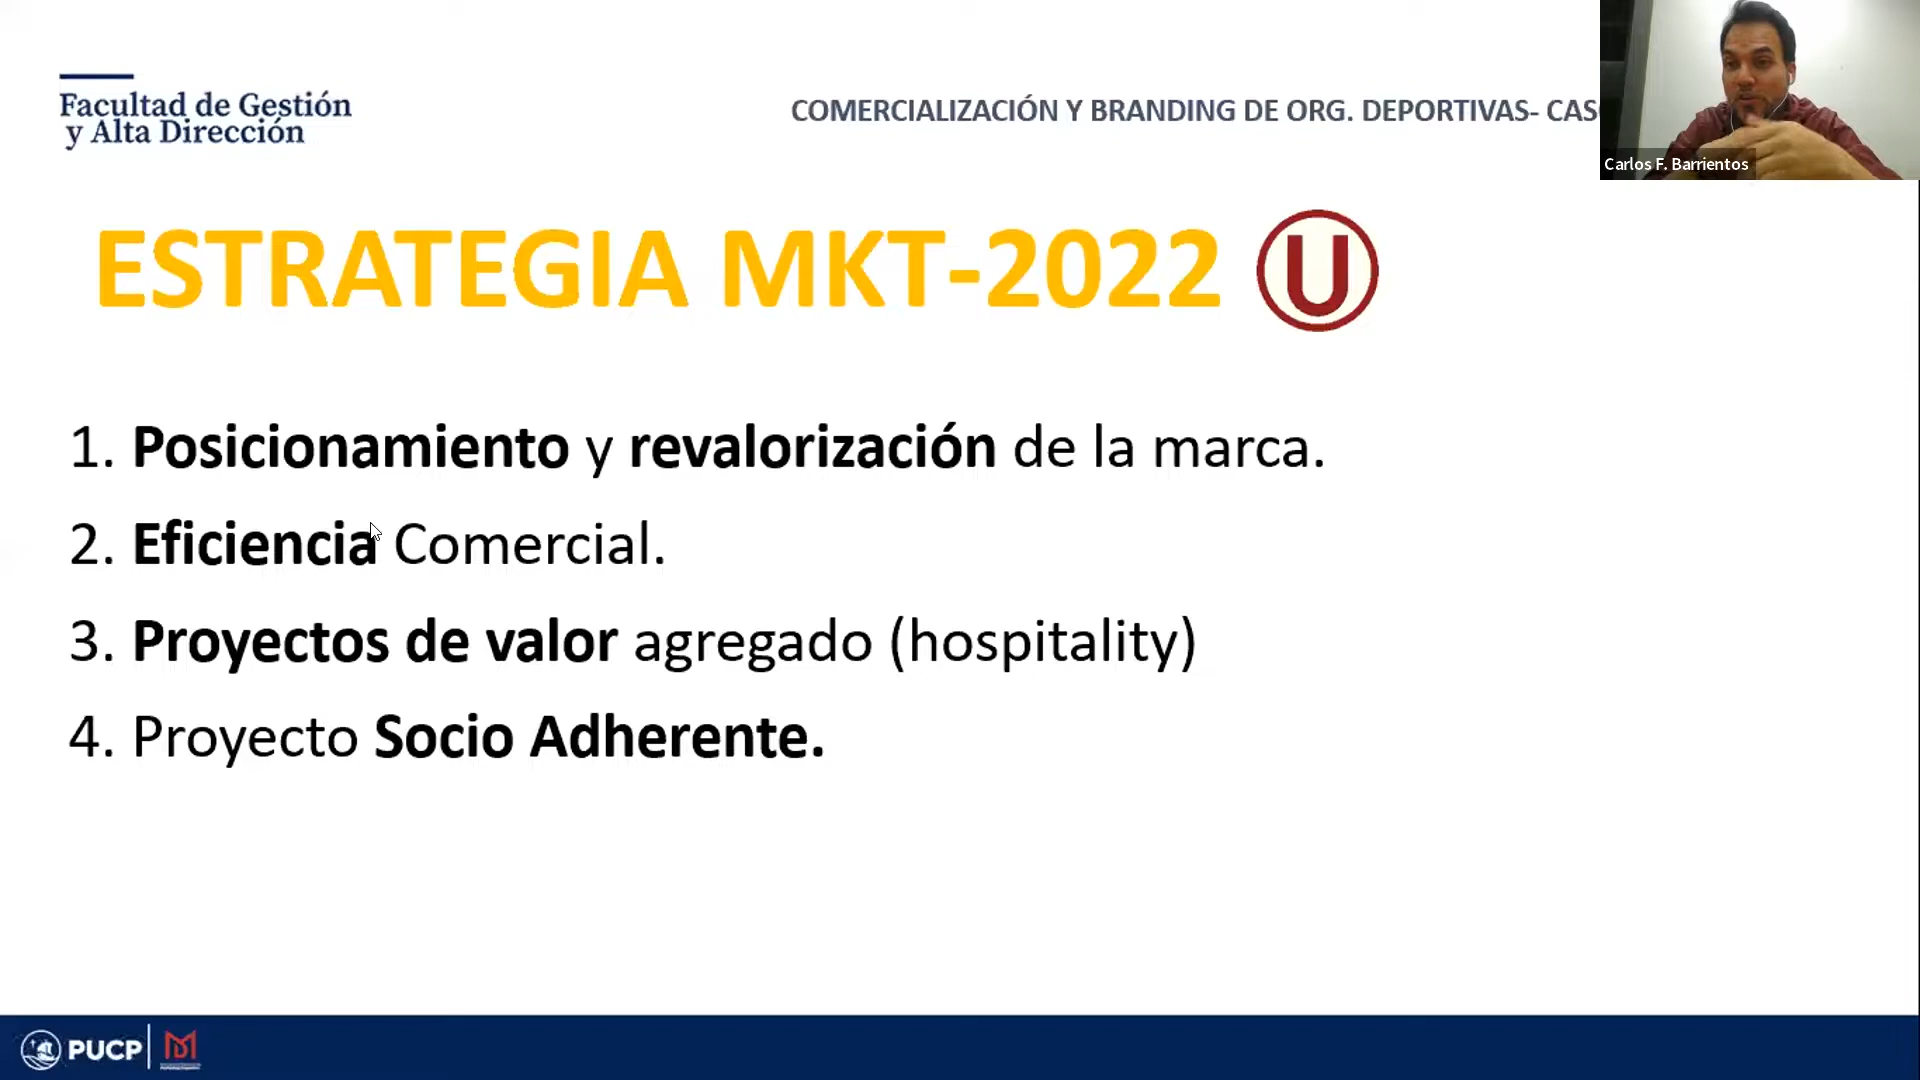 Facultad de Gestión
y Alta Dirección
COMERCIALIZACIÓN Y BRANDING DE ORG. DEPORTIVAS-
Carlos F. Barrientos
ESTRATEGIA MKT-2022 U
1. Posicionamiento y revalorización de la marca.
2. Eficiencia Comercial.
3. Proyectos de valor agregado (hospitality)
4. Proyecto Socio Adherente.
PUCP